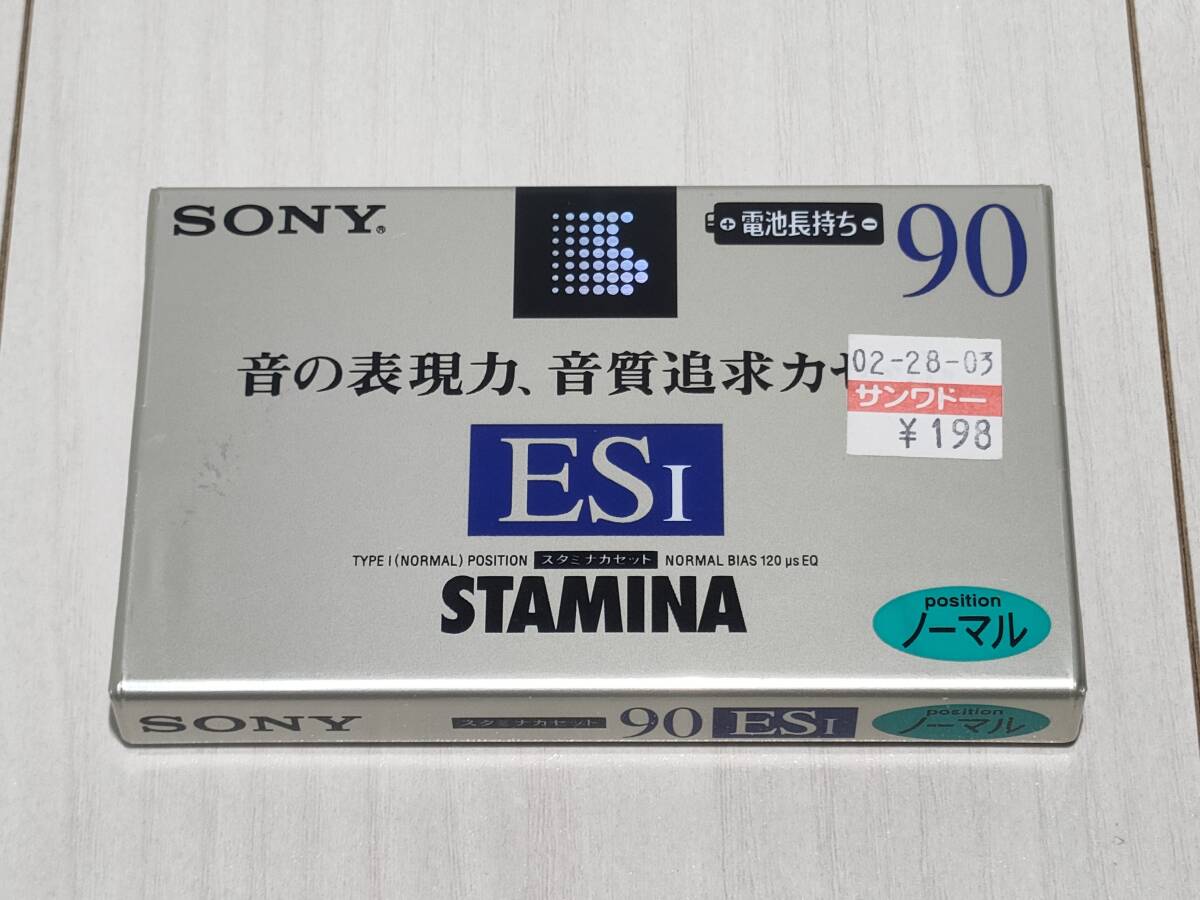 SONY®
+ 電池長持ち -
90
音の表現力、音質追求カ
02-28-03
サンワドー
¥198
ESI
TYPE I (NORMAL) POSITION スタミナカセット NORMAL BIAS 120 µs EQ
STAMINA
position
ノーマル
SONY スタミナカセット 90 ESI
position
ノーマル